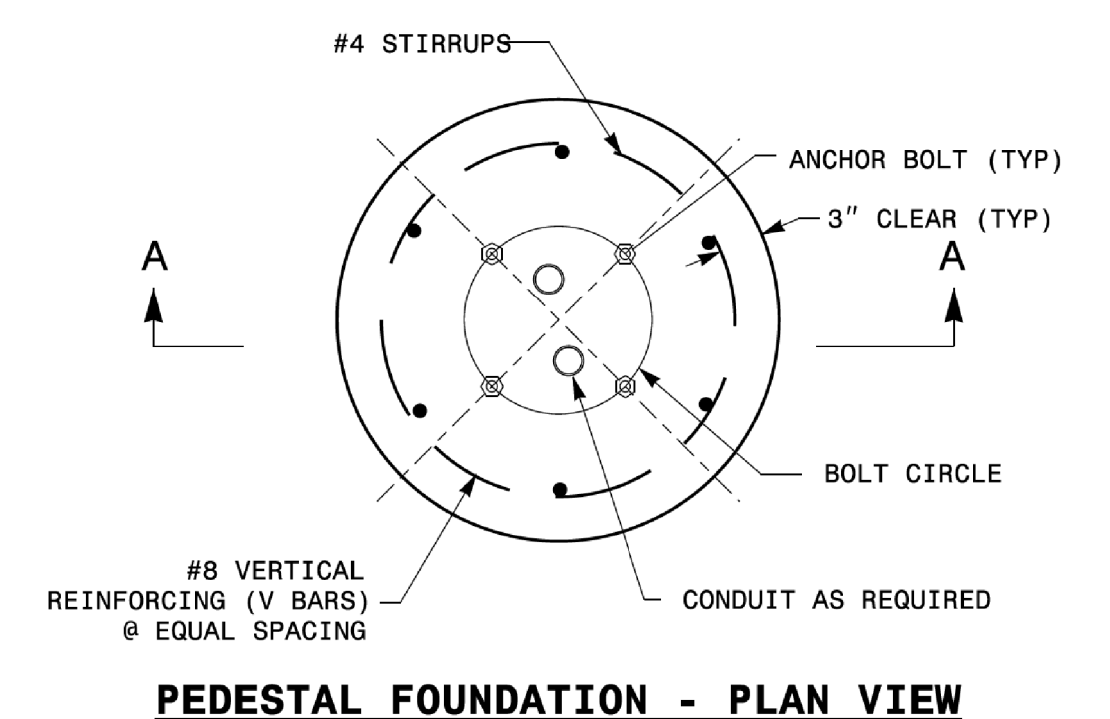 #4 STIRRUPS
ANCHOR BOLT (TYP)
3" CLEAR (TYP)
A
A
BOLT CIRCLE
#8 VERTICAL
REINFORCING (V BARS)
@ EQUAL SPACING
CONDUIT AS REQUIRED
PEDESTAL FOUNDATION - PLAN VIEW